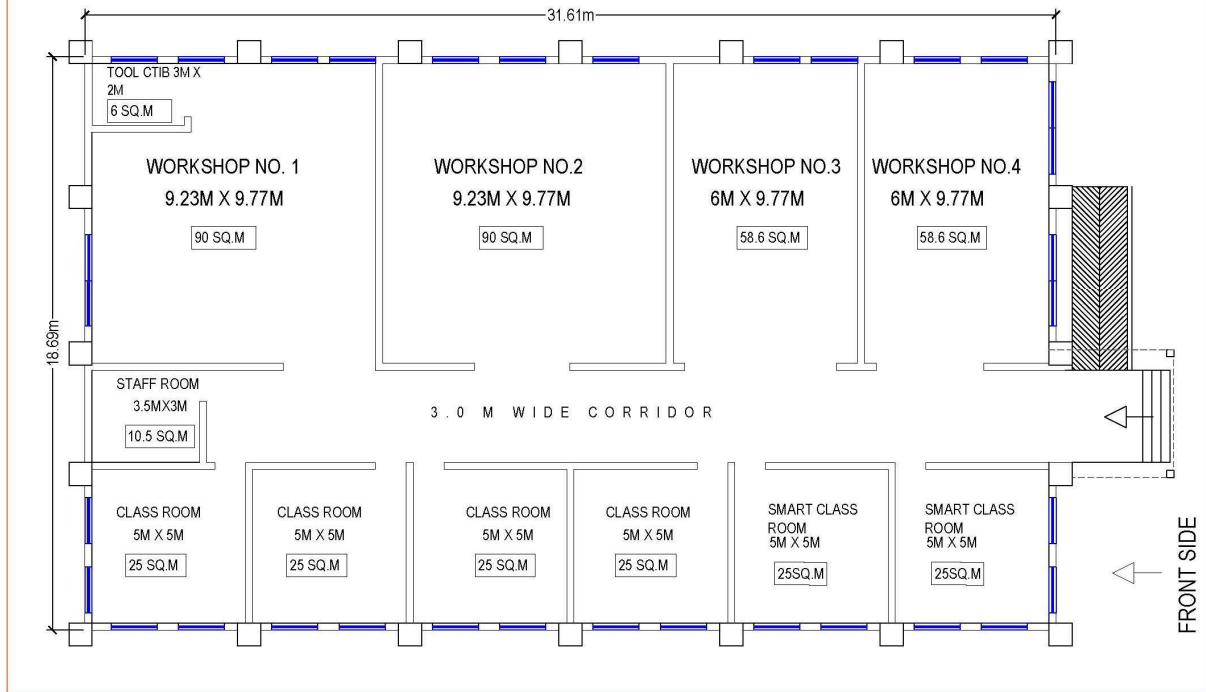 31.61m
18.69m
TOOL CTIB 3M X
2M
6 SQ.M
WORKSHOP NO. 1
9.23M X 9.77M
90 SQ.M
WORKSHOP NO.2
9.23M X 9.77M
90 SQ.M
WORKSHOP NO.3
6M X 9.77M
58.6 SQ.M
WORKSHOP NO.4
6M X 9.77M
58.6 SQ.M
STAFF ROOM
3.5MX3M
10.5 SQ.M
3.0 M WIDE CORRIDOR
CLASS ROOM
5M X 5M
25 SQ.M
CLASS ROOM
5M X 5M
25 SQ.M
CLASS ROOM
5M X 5M
25 SQ.M
CLASS ROOM
5M X 5M
25 SQ.M
SMART CLASS
ROOM
5M X 5M
25SQ.M
SMART CLASS
ROOM
5M X 5M
25SQ.M
FRONT SIDE